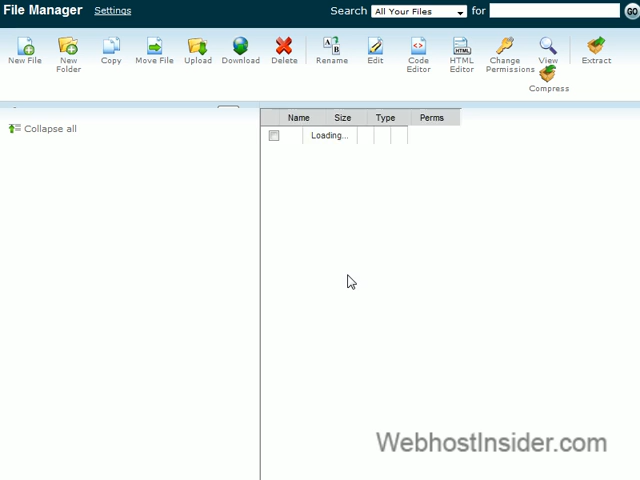 File Manager Settings Search All Your Files for GO
New File New Folder Copy Move File Upload Download Delete Rename Edit Code Editor HTML Editor Change Permissions View Extract
Compress
Collapse all
Name Size Type Perms
Loading...
WebhostInsider.com